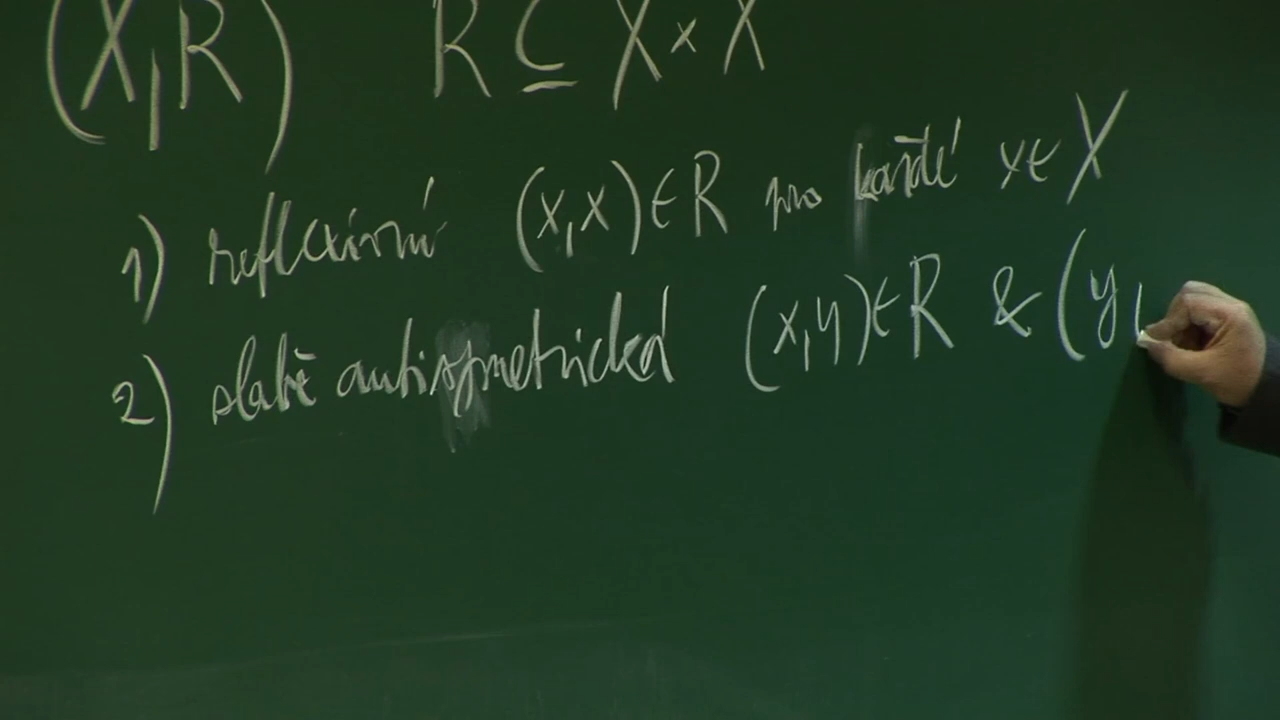 (X,R) R ⊆ X × X
1) reflexivní (x,x)∈R pro každé x∈X
2) slabě antisymetrická (x,y)∈R & (y,